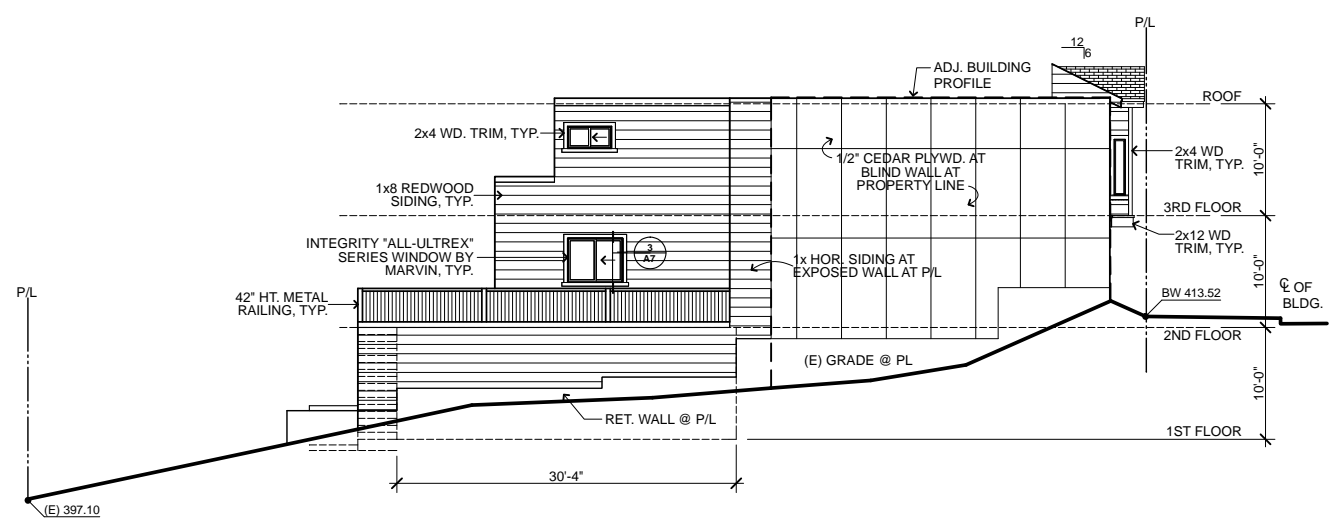 P/L
12
6
ADJ. BUILDING
PROFILE
ROOF
2x4 WD. TRIM, TYP.
1/2" CEDAR PLYWD. AT
BLIND WALL AT
PROPERTY LINE
2x4 WD
TRIM, TYP.
10'-0"
1x8 REDWOOD
SIDING, TYP.
3RD FLOOR
2x12 WD
TRIM, TYP.
INTEGRITY "ALL-ULTREX"
SERIES WINDOW BY
MARVIN, TYP.
3
A7
1x HOR. SIDING AT
EXPOSED WALL AT P/L
10'-0"
P/L
42" HT. METAL
RAILING, TYP.
BW 413.52
℄ OF
BLDG.
2ND FLOOR
(E) GRADE @ PL
10'-0"
RET. WALL @ P/L
1ST FLOOR
30'-4"
(E) 397.10